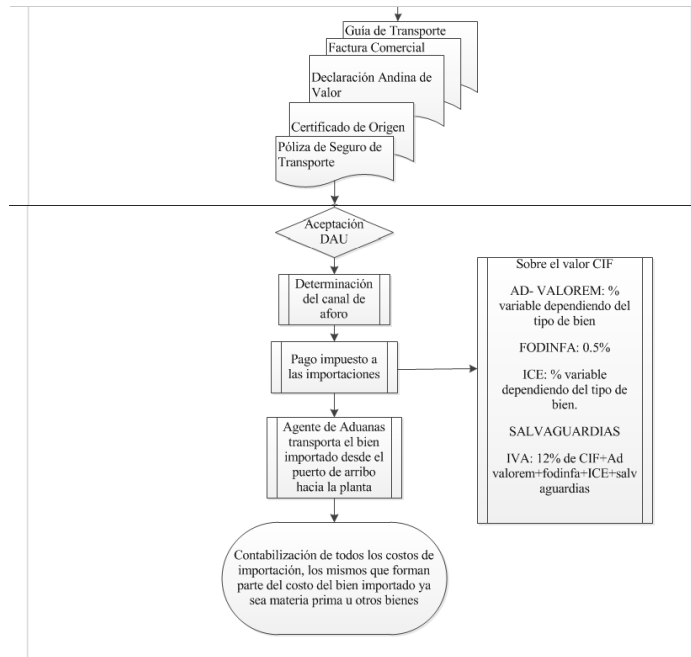 Guía de Transporte
Factura Comercial
Declaración Andina de
Valor
Certificado de Origen
Póliza de Seguro de
Transporte
Aceptación
DAU
Determinación
del canal de
aforo
Pago impuesto a
las importaciones
Sobre el valor CIF
AD- VALOREM: %
variable dependiendo del
tipo de bien
FODINFA: 0.5%
ICE: % variable
dependiendo del tipo de
bien.
SALVAGUARDIAS
IVA: 12% de CIF+Ad
valorem+fodinfa+ICE+salv
aguardias
Agente de Aduanas
transporta el bien
importado desde el
puerto de arribo
hacia la planta
Contabilización de todos los costos de
importación, los mismos que forman
parte del costo del bien importado ya
sea materia prima u otros bienes